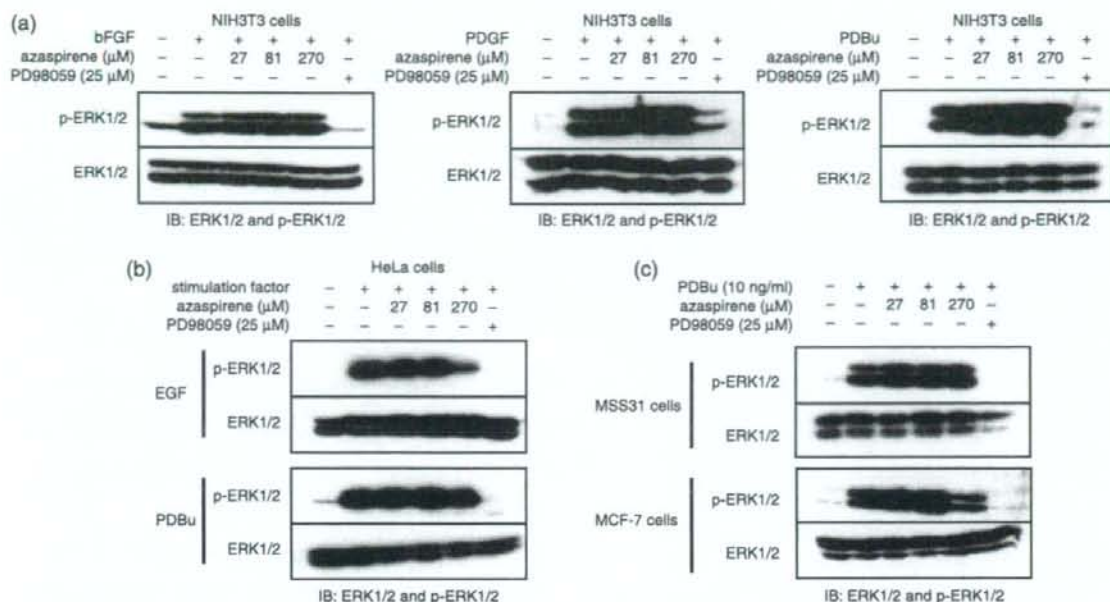 (a)
NIH3T3 cells
bFGF – + + + + +
azaspirene (μM) – – 27 81 270 –
PD98059 (25 μM) – – – – – +
p-ERK1/2
ERK1/2
IB: ERK1/2 and p-ERK1/2
NIH3T3 cells
PDGF – + + + + +
azaspirene (μM) – – 27 81 270 –
PD98059 (25 μM) – – – – – +
p-ERK1/2
ERK1/2
IB: ERK1/2 and p-ERK1/2
NIH3T3 cells
PDBu – + + + + +
azaspirene (μM) – – 27 81 270 –
PD98059 (25 μM) – – – – – +
p-ERK1/2
ERK1/2
IB: ERK1/2 and p-ERK1/2
(b)
HeLa cells
stimulation factor – + + + + +
azaspirene (μM) – – 27 81 270 –
PD98059 (25 μM) – – – – – +
EGF
p-ERK1/2
ERK1/2
PDBu
p-ERK1/2
ERK1/2
IB: ERK1/2 and p-ERK1/2
(c)
PDBu (10 ng/ml) – + + + + +
azaspirene (μM) – – 27 81 270 –
PD98059 (25 μM) – – – – – +
MSS31 cells
p-ERK1/2
ERK1/2
MCF-7 cells
p-ERK1/2
ERK1/2
IB: ERK1/2 and p-ERK1/2